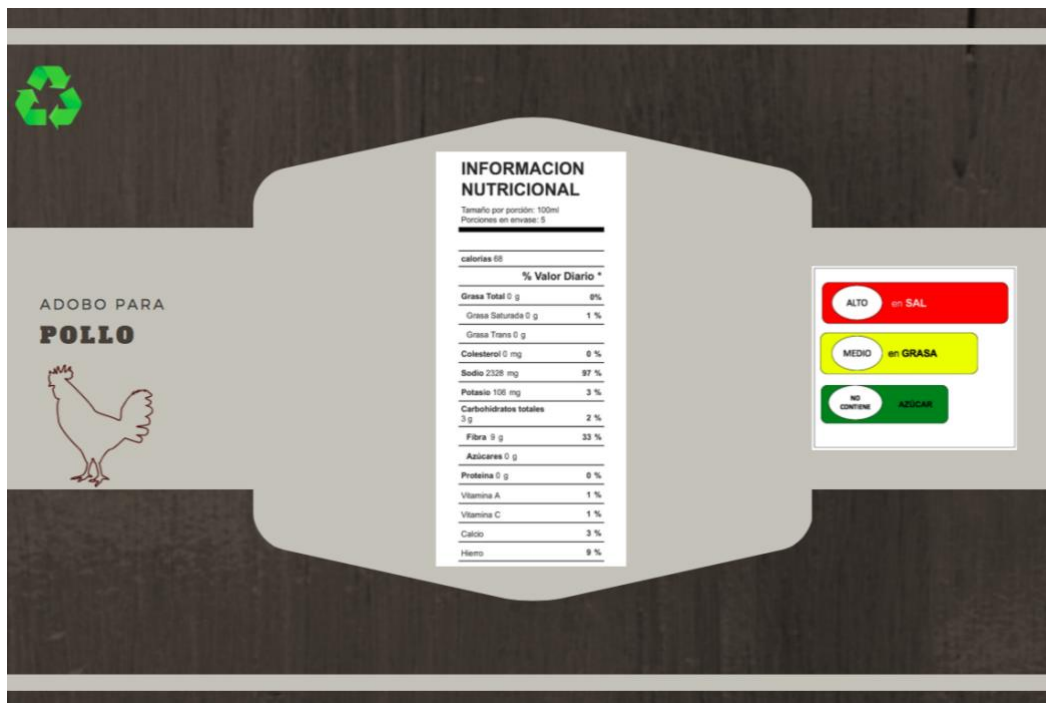 ADOBO PARA
POLLO
INFORMACION
NUTRICIONAL
Tamaño por porción: 100ml
Porciones en envase: 5
calorías 68
% Valor Diario *
Grasa Total 0 g 0%
Grasa Saturada 0 g 1 %
Grasa Trans 0 g
Colesterol 0 mg 0 %
Sodio 2328 mg 97 %
Potasio 106 mg 3 %
Carbohidratos totales
3 g 2 %
Fibra 9 g 33 %
Azúcares 0 g
Proteína 0 g 0 %
Vitamina A 1 %
Vitamina C 1 %
Calcio 3 %
Hierro 9 %
ALTO en SAL
MEDIO en GRASA
NO
CONTIENE AZÚCAR